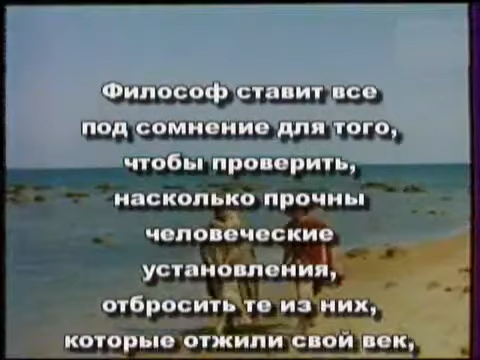 Философ ставит все
под сомнение для того,
чтобы проверить,
насколько прочны
человеческие
установления,
отбросить те из них,
которые отжили свой век,